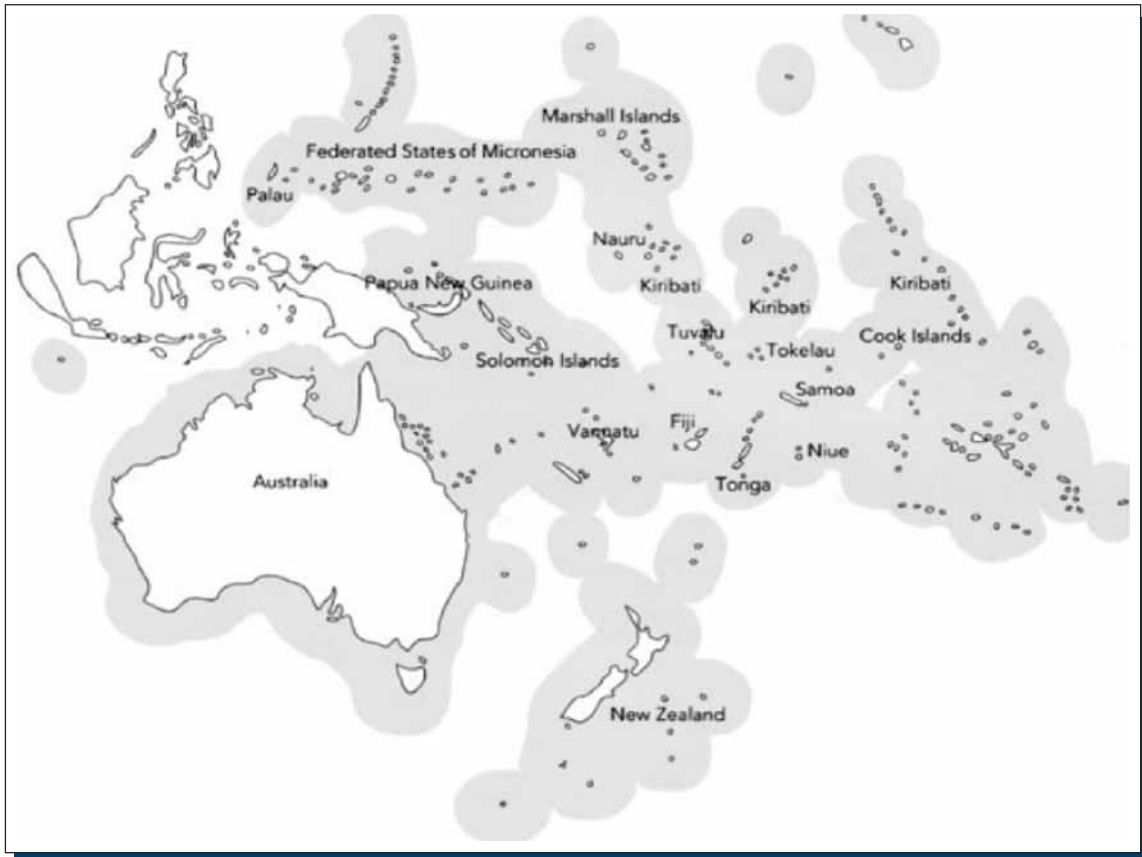 Marshall Islands
Federated States of Micronesia
Palau
Nauru
Papua New Guinea
Kiribati
Kiribati
Kiribati
Tuvalu
Cook Islands
Tokelau
Solomon Islands
Samoa
Fiji
Vannatu
Niue
Australia
Tonga
New Zealand